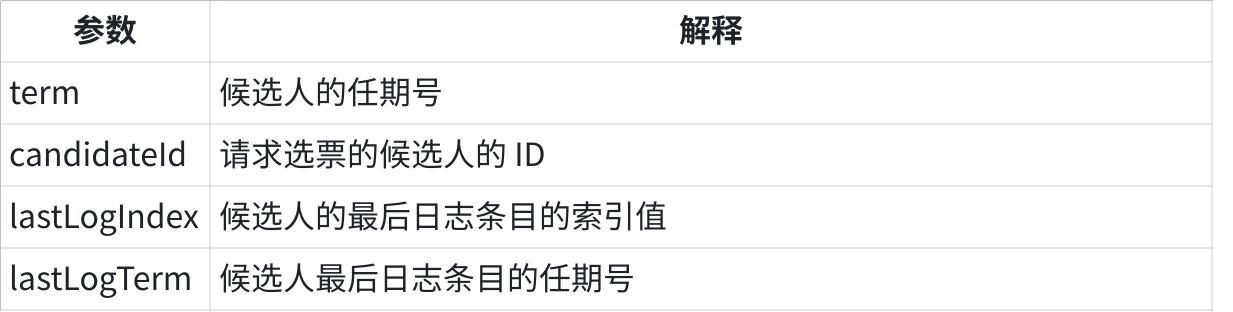 参数 解释
term 候选人的任期号
candidateId 请求选票的候选人的 ID
lastLogIndex 候选人的最后日志条目的索引值
lastLogTerm 候选人最后日志条目的任期号